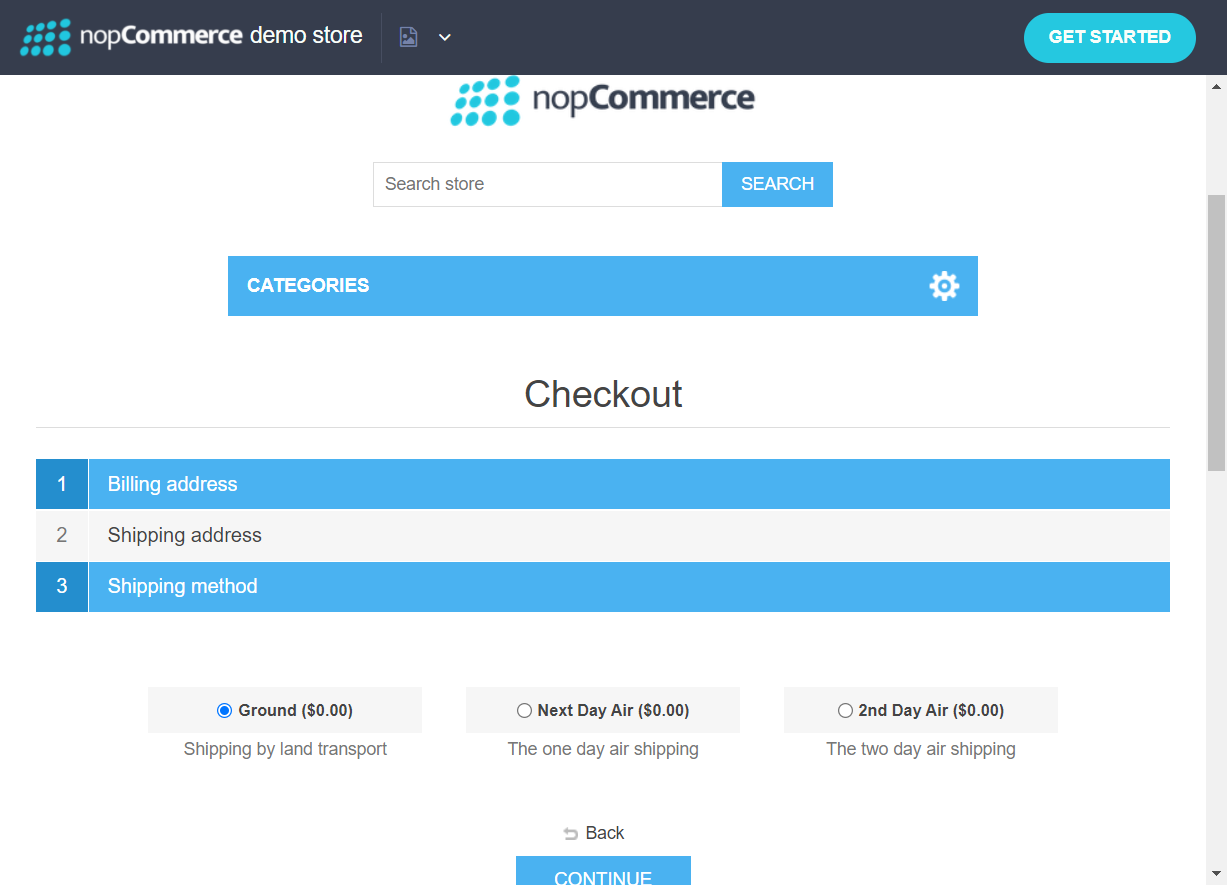 nopCommerce demo store
GET STARTED
nopCommerce
Search store
SEARCH
CATEGORIES
Checkout
1 Billing address
2 Shipping address
3 Shipping method
Ground ($0.00) Next Day Air ($0.00) 2nd Day Air ($0.00)
Shipping by land transport The one day air shipping The two day air shipping
Back
CONTINUE